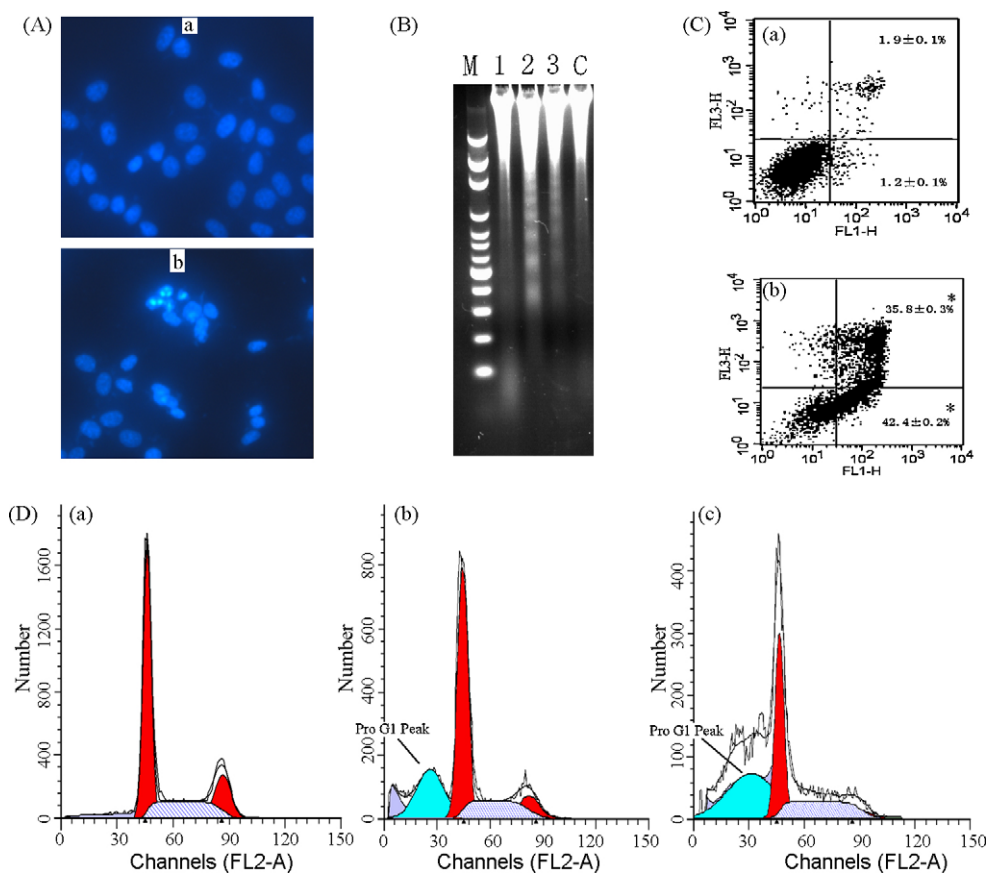 (A)
a
b
(B)
M 1 2 3 C
(C)
(a)
1.9±0.1%
1.2±0.1%
FL3-H
10⁰ 10¹ 10² 10³ 10⁴
10⁰ 10¹ 10² 10³ 10⁴
FL1-H
(b)
*
35.8±0.3%
*
42.4±0.2%
FL3-H
10⁰ 10¹ 10² 10³ 10⁴
10⁰ 10¹ 10² 10³ 10⁴
FL1-H
(D)
(a)
Number
0 400 800 1200 1600
0 30 60 90 120 150
Channels (FL2-A)
(b)
Number
0 200 400 600 800
Pro G1 Peak
0 30 60 90 120 150
Channels (FL2-A)
(c)
Number
0 100 200 300 400
Pro G1 Peak
0 30 60 90 120 150
Channels (FL2-A)